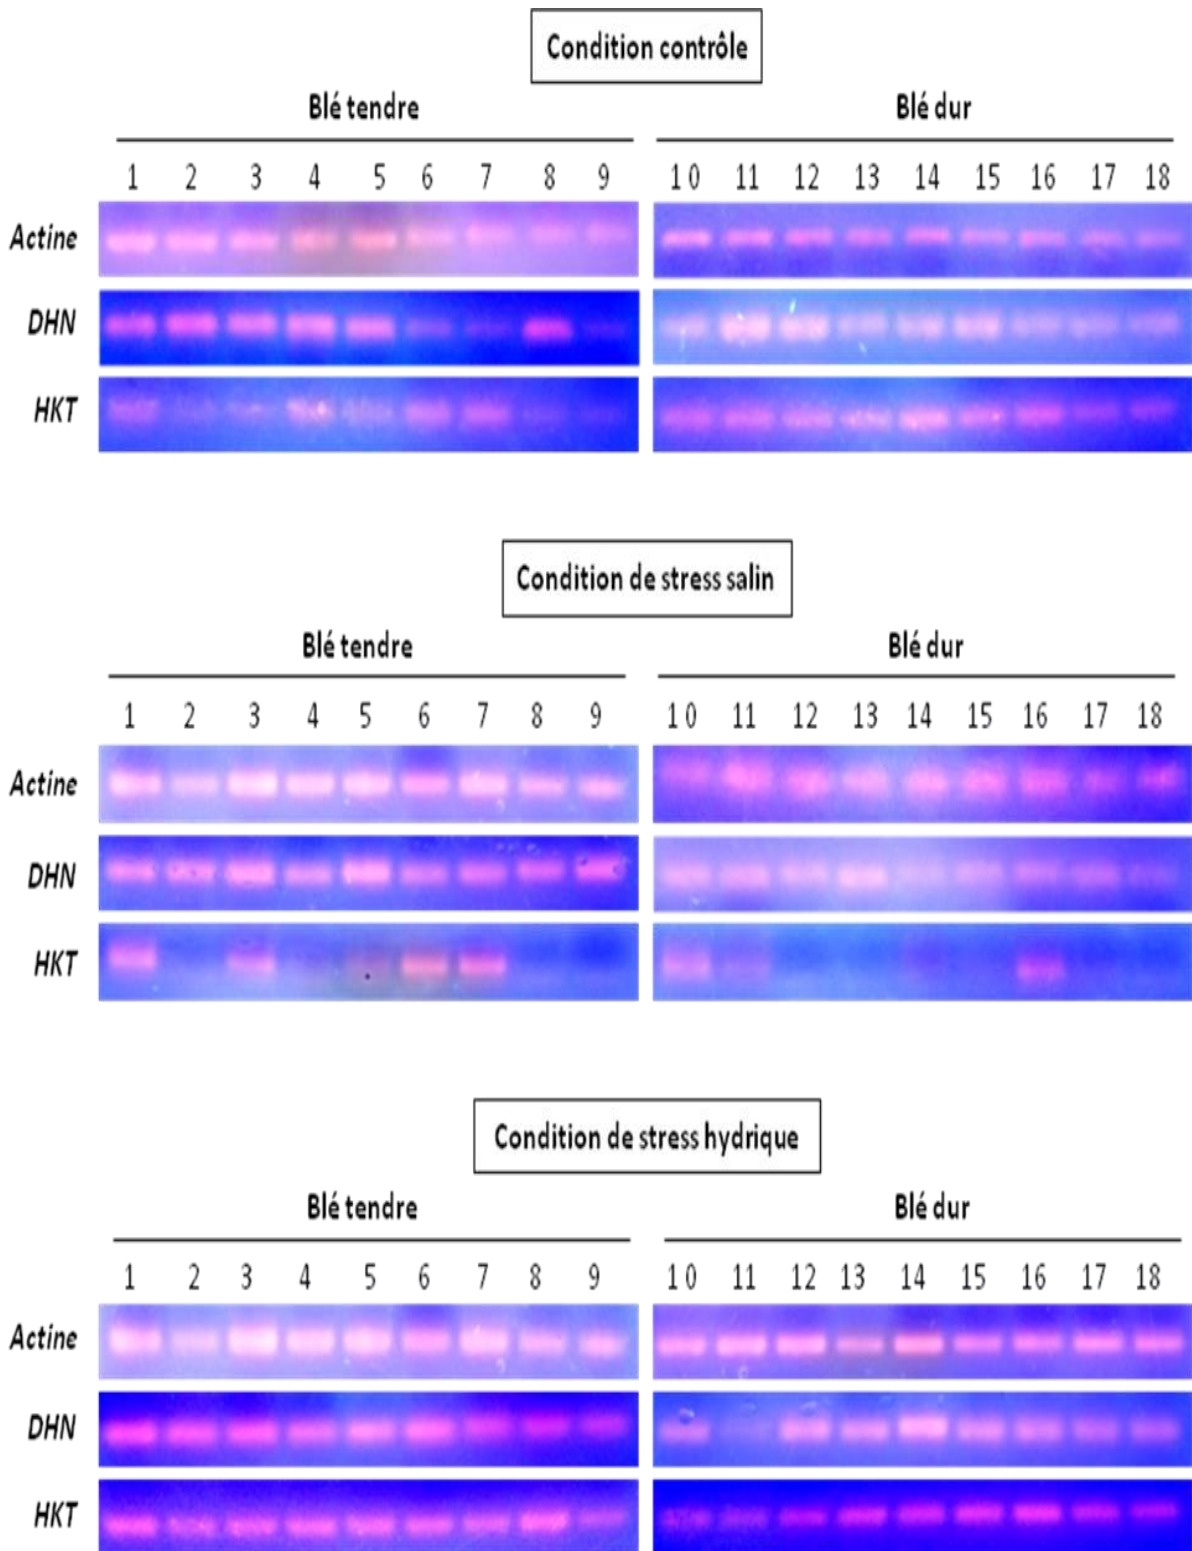 Condition contrôle
Blé tendre Blé dur
1 2 3 4 5 6 7 8 9 10 11 12 13 14 15 16 17 18
Actine
DHN
HKT
Condition de stress salin
Blé tendre Blé dur
1 2 3 4 5 6 7 8 9 10 11 12 13 14 15 16 17 18
Actine
DHN
HKT
Condition de stress hydrique
Blé tendre Blé dur
1 2 3 4 5 6 7 8 9 10 11 12 13 14 15 16 17 18
Actine
DHN
HKT